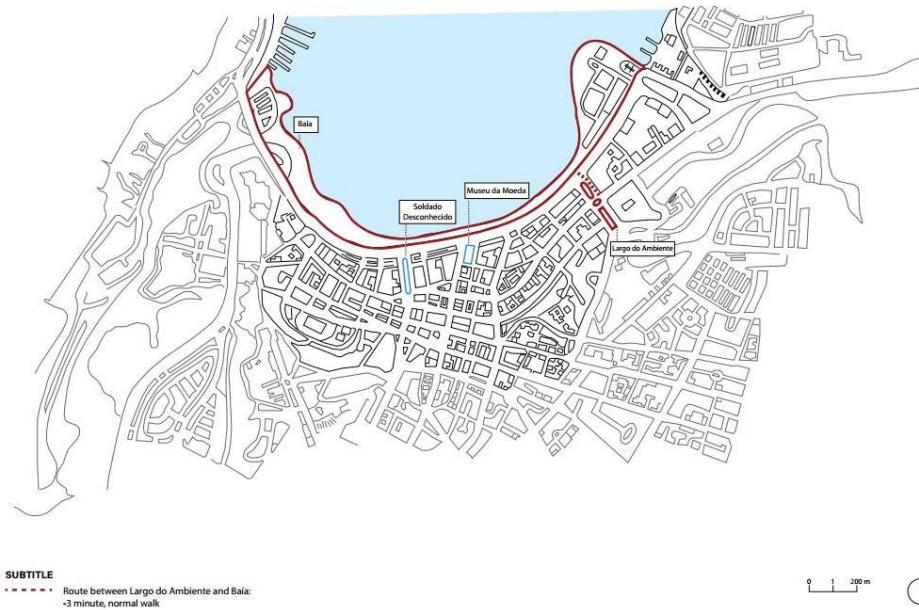 Baía
Museu da Moeda
Soldado
Desconhecido
Largo do Ambiente
SUBTITLE
Route between Largo do Ambiente and Baía:
-3 minute, normal walk
0 1 200 m